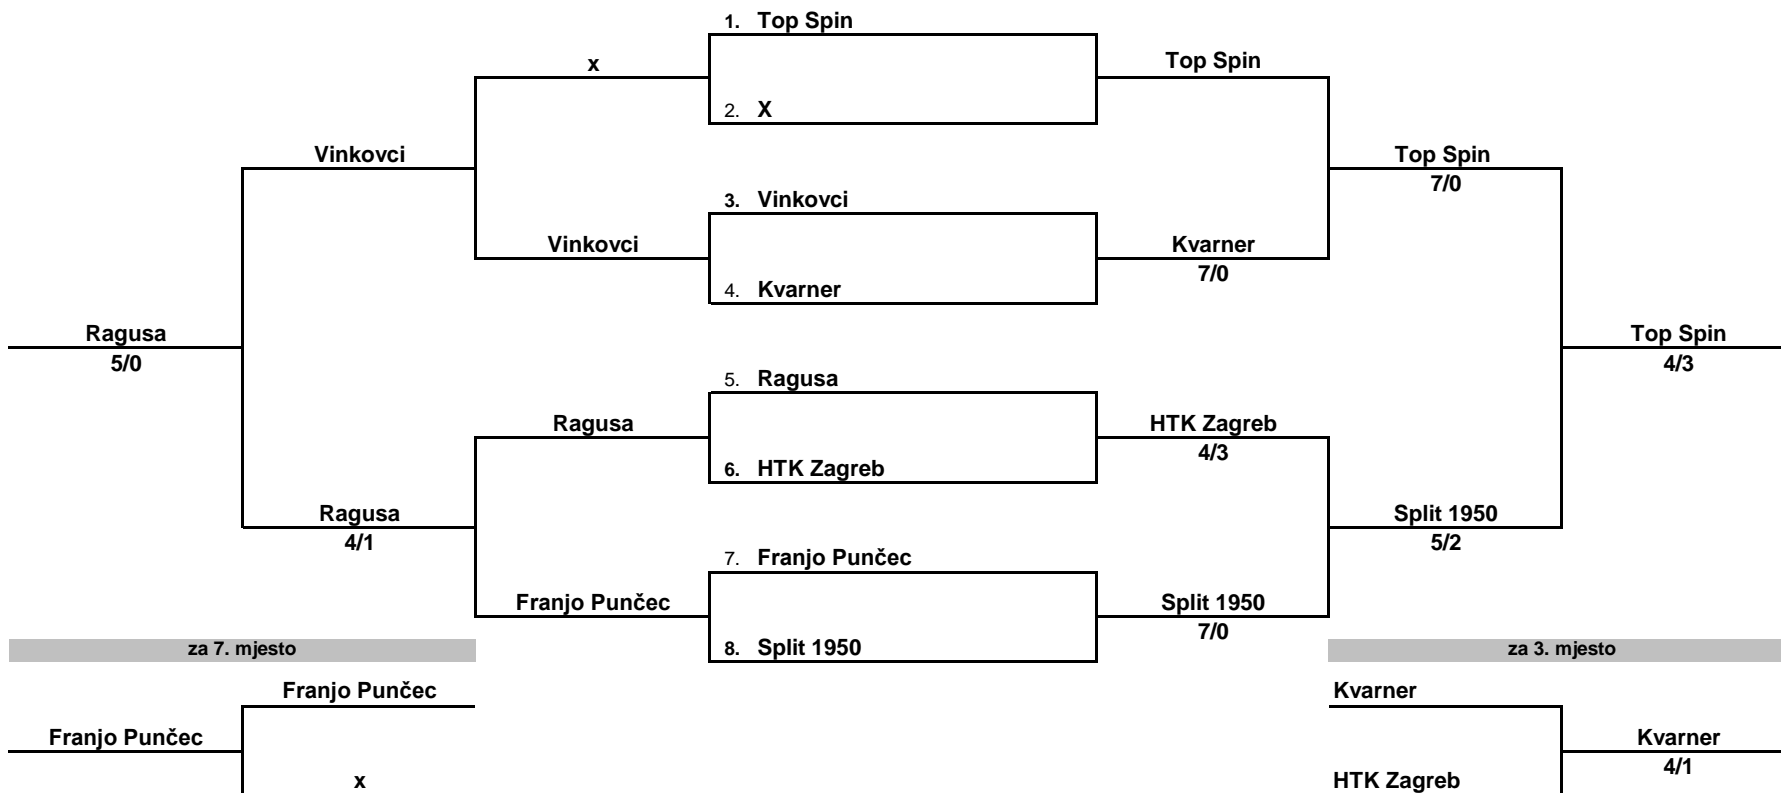 1. Top Spin
x
Top Spin
2. X
Vinkovci
Top Spin
7/0
3. Vinkovci
Vinkovci
Kvarner
7/0
4. Kvarner
Ragusa
5/0
Top Spin
4/3
5. Ragusa
Ragusa
HTK Zagreb
4/3
6. HTK Zagreb
Ragusa
4/1
Split 1950
5/2
7. Franjo Punčec
Franjo Punčec
Split 1950
7/0
8. Split 1950
za 7. mjesto
za 3. mjesto
Franjo Punčec
Kvarner
Franjo Punčec
Kvarner
4/1
x
HTK Zagreb